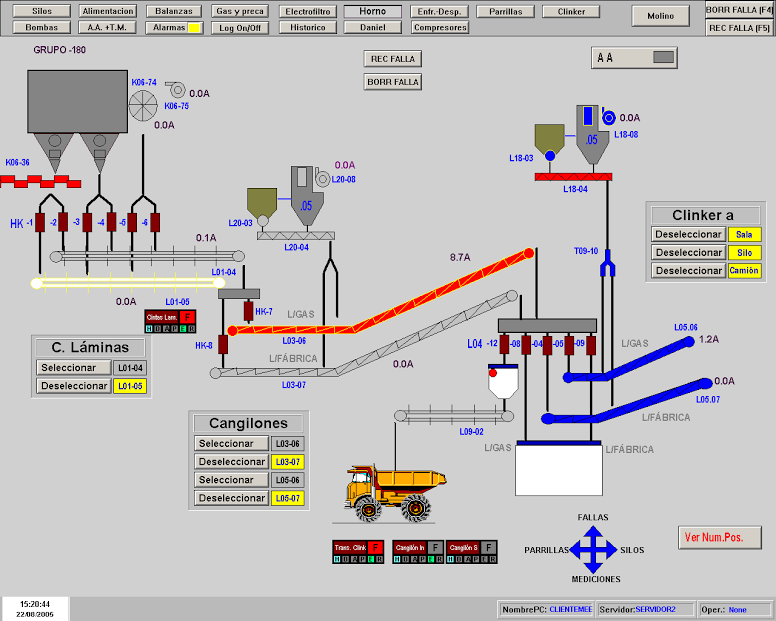 Silos Alimentacion Balanzas Gas y preca Electrofiltro Horno Enfr.-Desp. Parrillas Clinker Molino BORR FALLA [F4]
Bombas A.A. +T.M. Alarmas Log On/Off Historico Daniel Compresores REC FALLA [F5]
GRUPO -180
REC FALLA
BORR FALLA
A A
K06-74
0.0A
K06-75
0.0A
0.0A
L18-08
.05
L18-03
L18-04
K06-36
0.0A
L20-08
.05
L20-03
L20-04
HK -1 -2 -3 -4 -5 -6
0.1A
L01-04
0.0A
L01-05
HK-7
HK-8
Cintas Lam. F
H D A P E R
8.7A
L/GAS
L03-06
L/FÁBRICA
L03-07
0.0A
Clinker a
Deseleccionar Sala
Deseleccionar Silo
Deseleccionar Camiòn
T09-10
L04 -12 -08 -04 -05 -09
L/GAS
L05.06
1.2A
0.0A
L05.07
L/FÁBRICA
C. Láminas
Seleccionar L01-04
Deseleccionar L01-05
Cangilones
Seleccionar L03-06
Deseleccionar L03-07
Seleccionar L05-06
Deseleccionar L05-07
L09-02
L/GAS
L/FÁBRICA
Trans. Clink F
H D A P E R
Cangilón In F
H D A P E R
Cangilón S F
H D A P E R
FALLAS
PARRILLAS SILOS
MEDICIONES
Ver Num.Pos.
15:20:44
22/08/2006
NombrePC: CLIENTEMEE Servidor:SERVIDOR2 Oper.: None